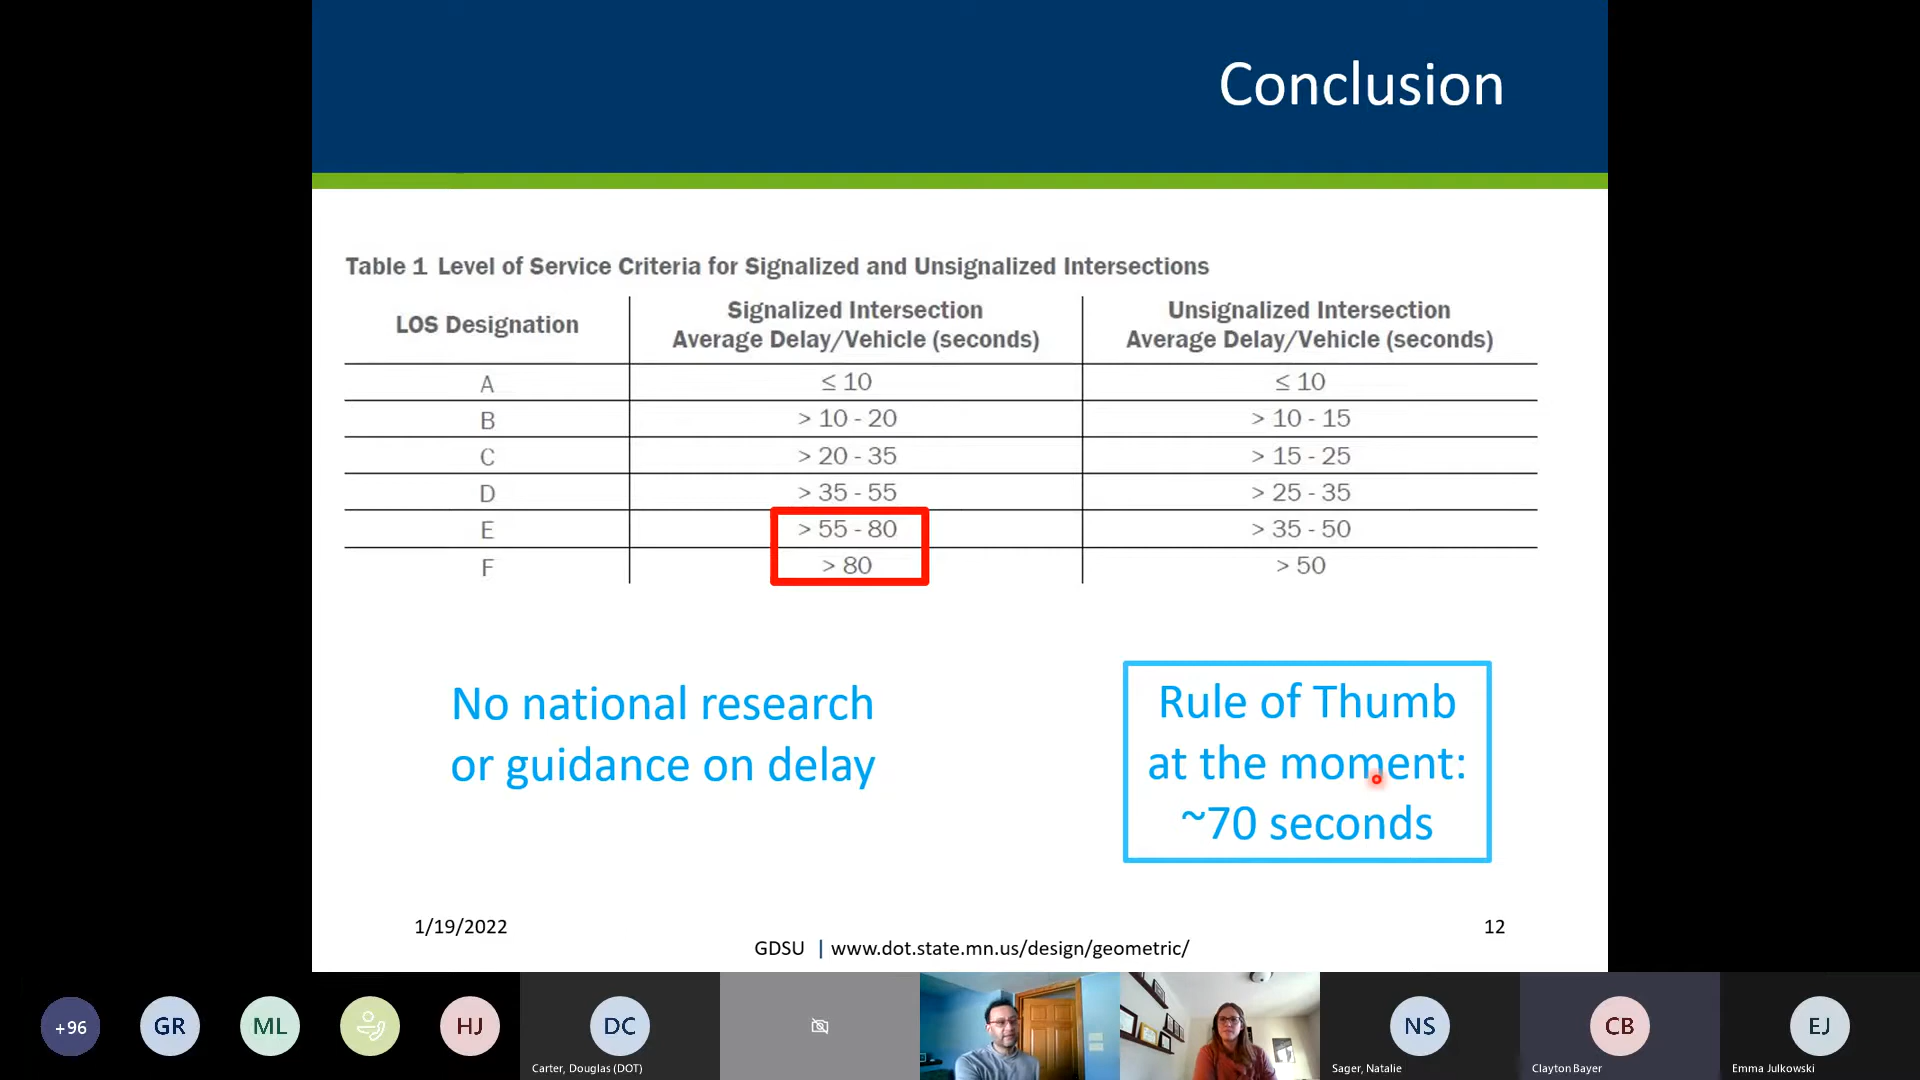 Conclusion
Table 1 Level of Service Criteria for Signalized and Unsignalized Intersections
LOS Designation
Signalized Intersection
Average Delay/Vehicle (seconds)
Unsignalized Intersection
Average Delay/Vehicle (seconds)
A ≤ 10 ≤ 10
B > 10 - 20 > 10 - 15
C > 20 - 35 > 15 - 25
D > 35 - 55 > 25 - 35
E > 55 - 80 > 35 - 50
F > 80 > 50
No national research
or guidance on delay
Rule of Thumb
at the moment:
~70 seconds
1/19/2022
12
GDSU | www.dot.state.mn.us/design/geometric/
+96
GR
ML
HJ
DC
Carter, Douglas (DOT)
NS
Sager, Natalie
CB
Clayton Bayer
EJ
Emma Julkowski